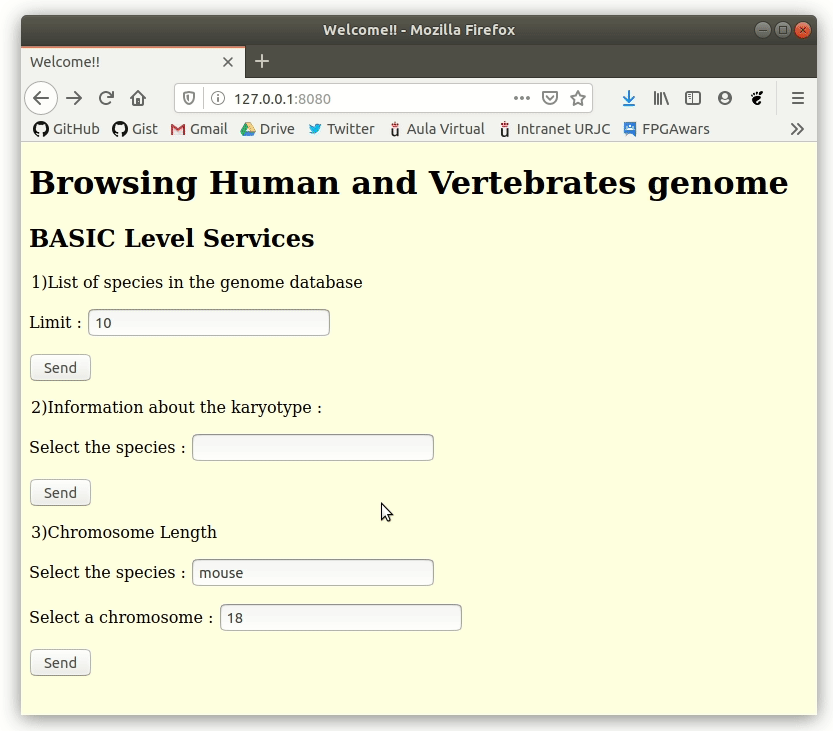 Welcome!! - Mozilla Firefox
Welcome!!
127.0.0.1:8080
GitHub Gist Gmail Drive Twitter Aula Virtual Intranet URJC FPGAwars
Browsing Human and Vertebrates genome
BASIC Level Services
1)List of species in the genome database
Limit : 10
Send
2)Information about the karyotype :
Select the species :
Send
3)Chromosome Length
Select the species : mouse
Select a chromosome : 18
Send